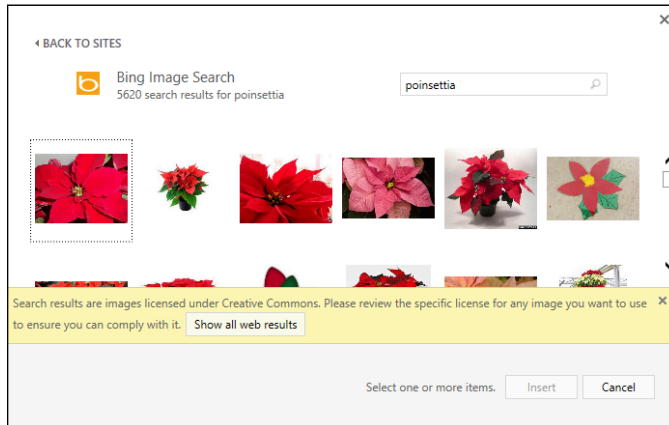 BACK TO SITES
Bing Image Search
5620 search results for poinsettia
poinsettia
Search results are images licensed under Creative Commons. Please review the specific license for any image you want to use
to ensure you can comply with it. Show all web results
Select one or more items. Insert Cancel